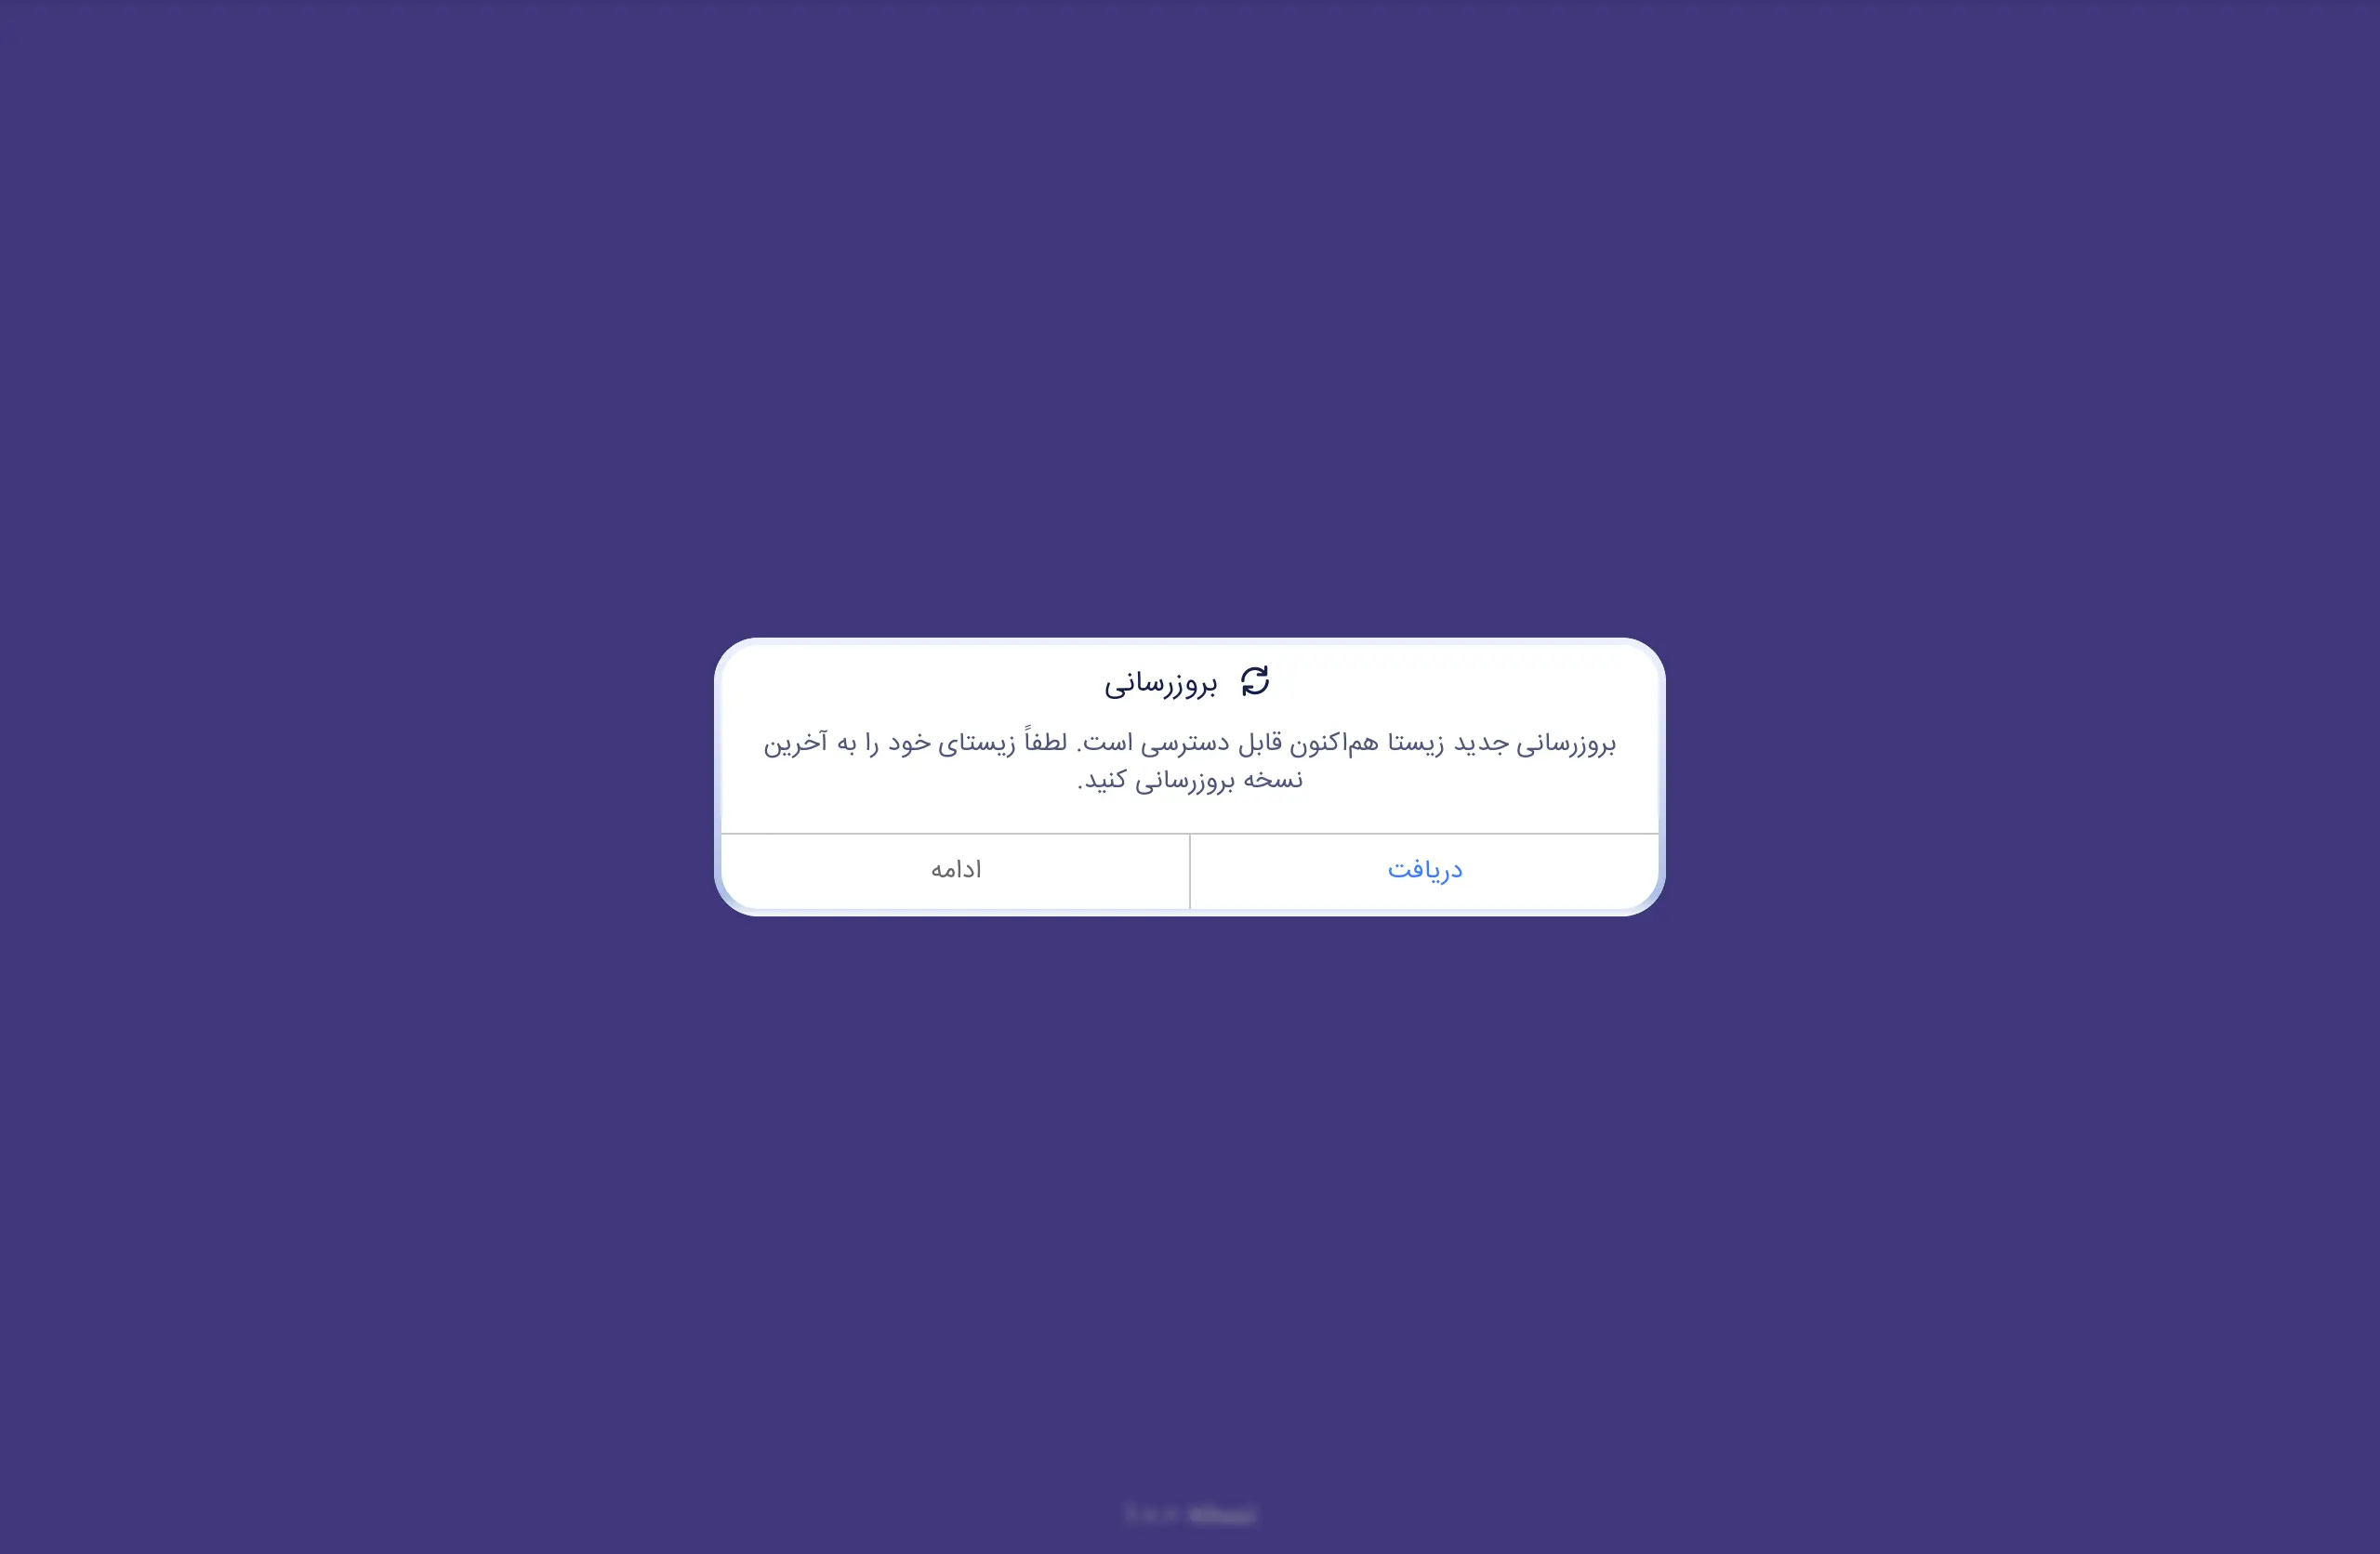 بروزرسانی
بروزرسانی جدید زیستا هم‌اکنون قابل دسترسی است. لطفاً زیستای خود را به آخرین
نسخه بروزرسانی کنید.
دریافت
ادامه